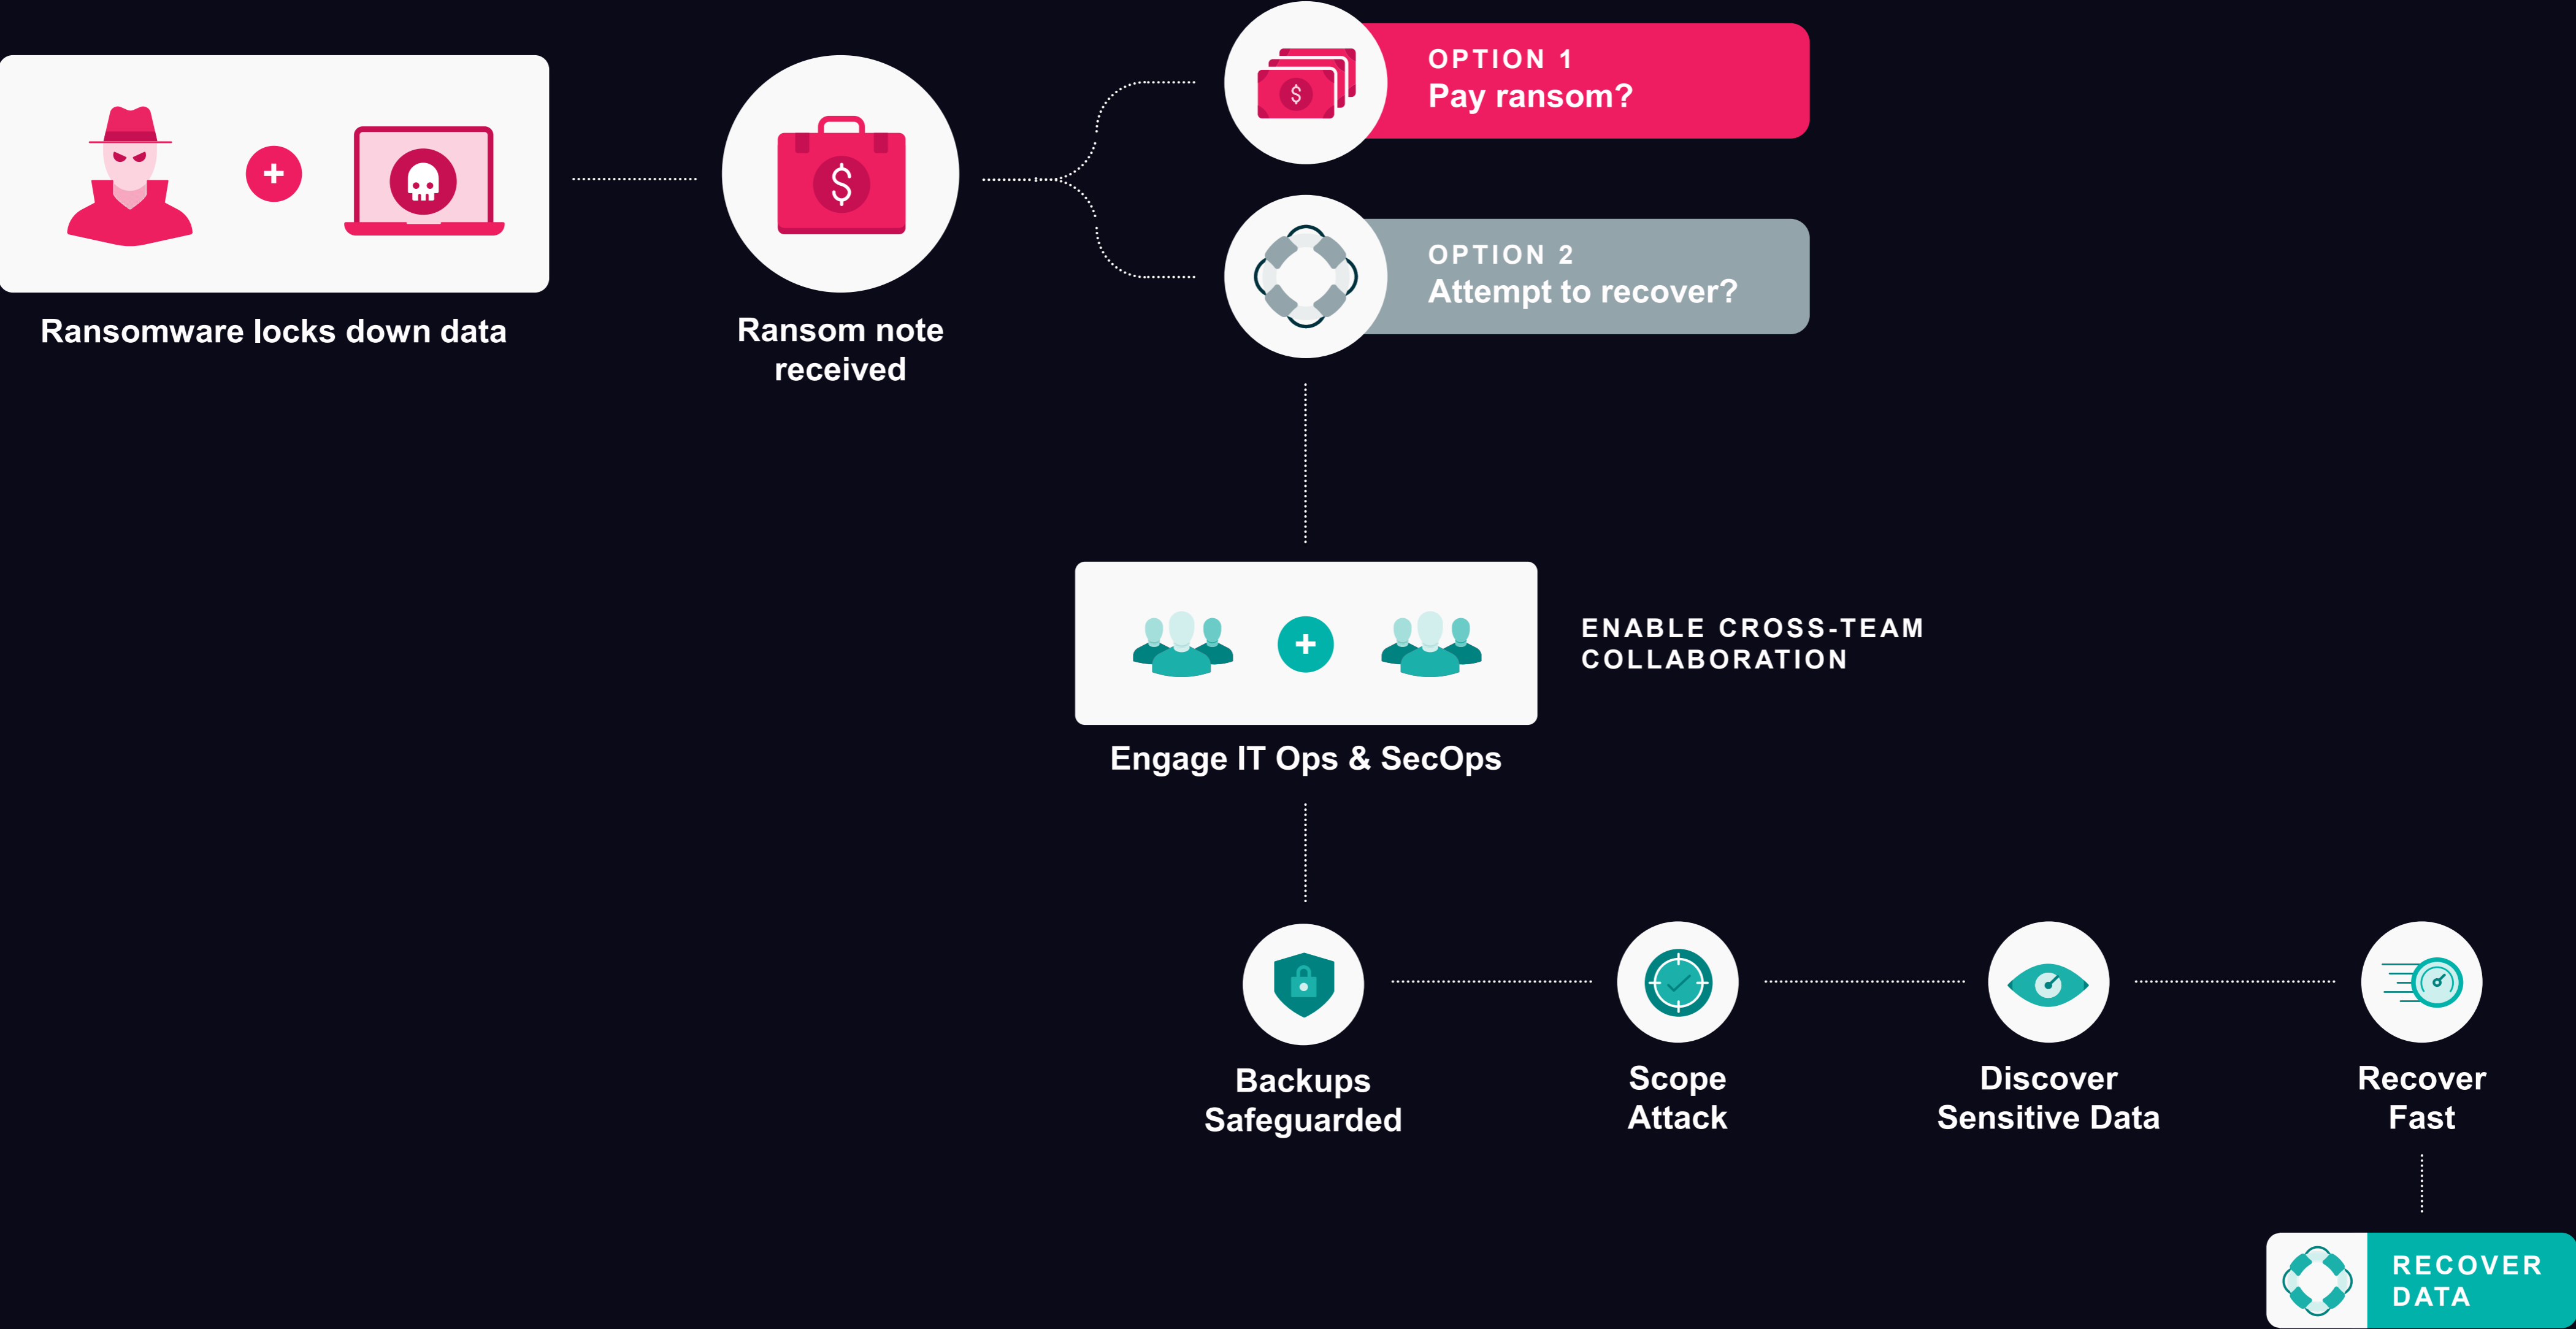 Ransomware locks down data
Ransom note
received
OPTION 1
Pay ransom?
OPTION 2
Attempt to recover?
ENABLE CROSS-TEAM
COLLABORATION
Engage IT Ops & SecOps
Backups
Safeguarded
Scope
Attack
Discover
Sensitive Data
Recover
Fast
RECOVER
DATA